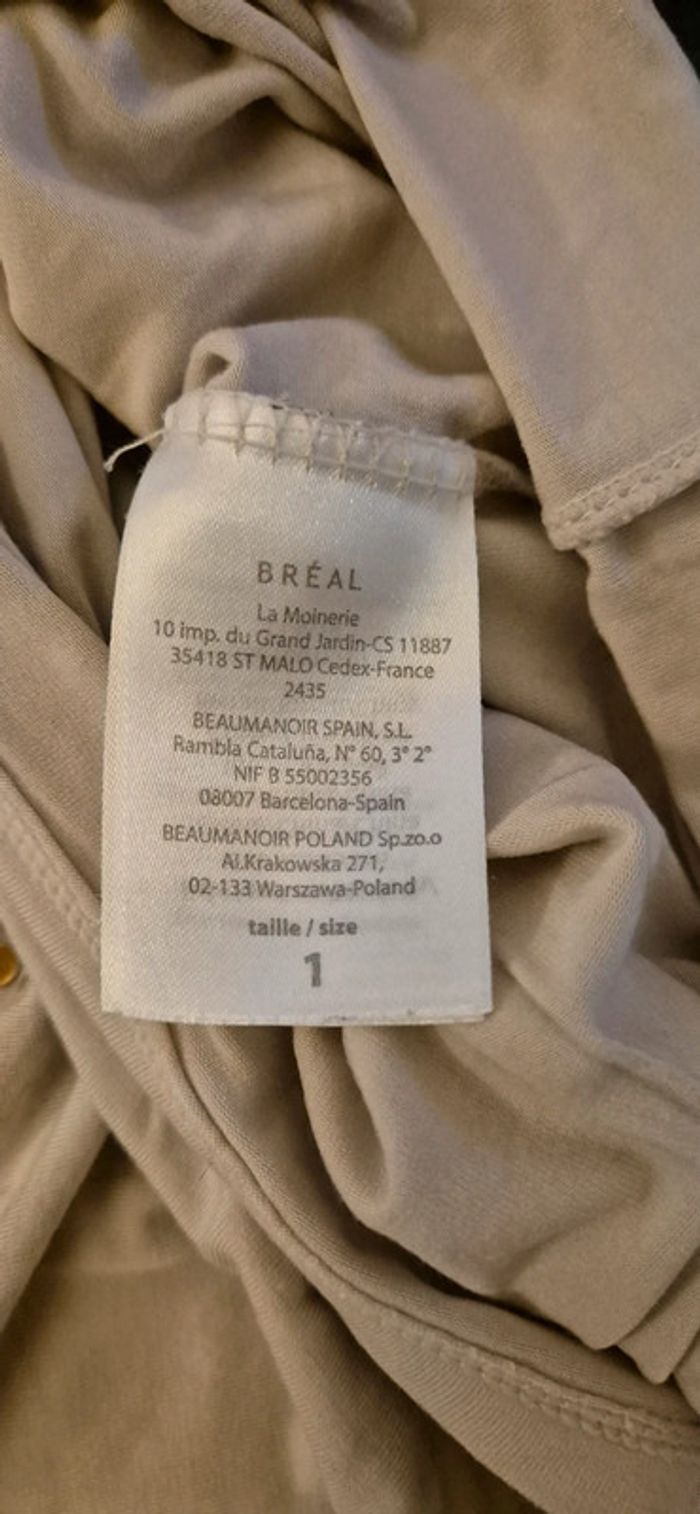 BRÉAL
La Moinerie
10 imp. du Grand Jardin-CS 11887
35418 ST MALO Cedex-France
2435
BEAUMANOIR SPAIN, S.L.
Rambla Cataluña, N° 60, 3° 2°
NIF B 55002356
08007 Barcelona-Spain
BEAUMANOIR POLAND Sp.zo.o
Al.Krakowska 271,
02-133 Warszawa-Poland
taille / size
1